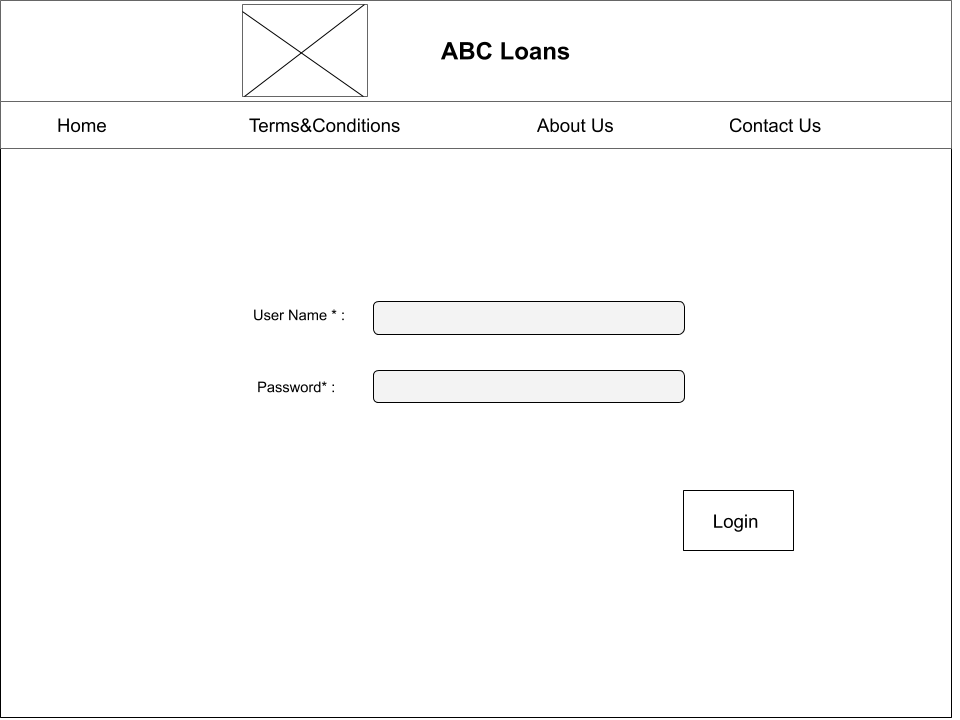 ABC Loans
Home Terms&Conditions About Us Contact Us
User Name * :
Password* :
Login